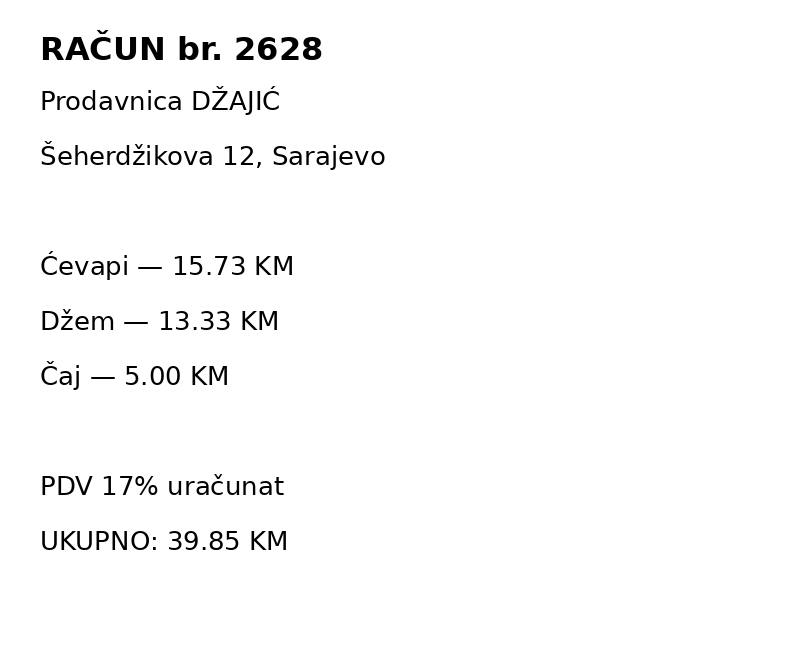 RAČUN br. 2628
Prodavnica DŽAJIĆ
Šeherdžikova 12, Sarajevo
Ćevapi — 15.73 KM
Džem — 13.33 KM
Čaj — 5.00 KM
PDV 17% uračunat
UKUPNO: 39.85 KM